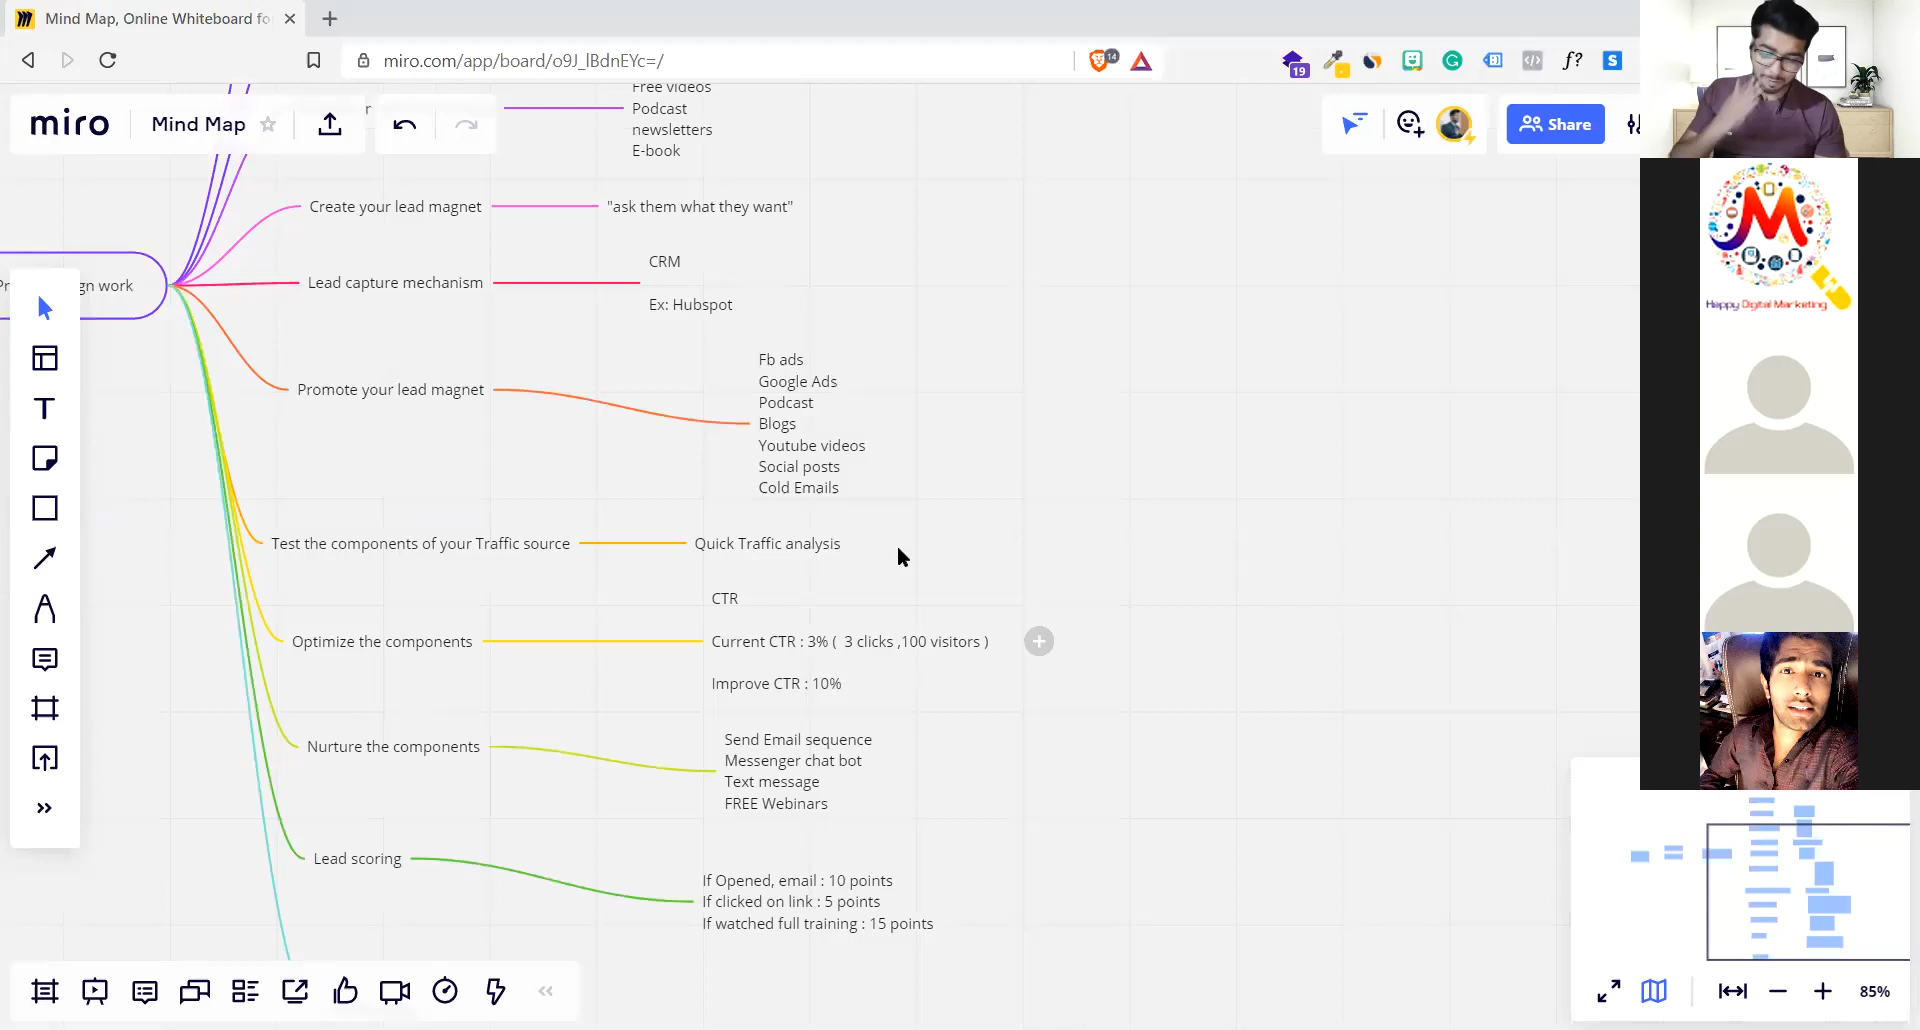 Mind Map, Online Whiteboard fo
miro.com/app/board/o9J_lBdnEYc=/
14
19
f?
S
miro
Mind Map
r
Share
Free videos
Podcast
newsletters
E-book
Create your lead magnet
"ask them what they want"
gn work
Lead capture mechanism
CRM
Ex: Hubspot
Promote your lead magnet
Fb ads
Google Ads
Podcast
Blogs
Youtube videos
Social posts
Cold Emails
Test the components of your Traffic source
Quick Traffic analysis
Optimize the components
CTR
Current CTR : 3% ( 3 clicks ,100 visitors )
Improve CTR : 10%
Nurture the components
Send Email sequence
Messenger chat bot
Text message
FREE Webinars
Lead scoring
If Opened, email : 10 points
If clicked on link : 5 points
If watched full training : 15 points
85%
M
Happy Digital Marketing